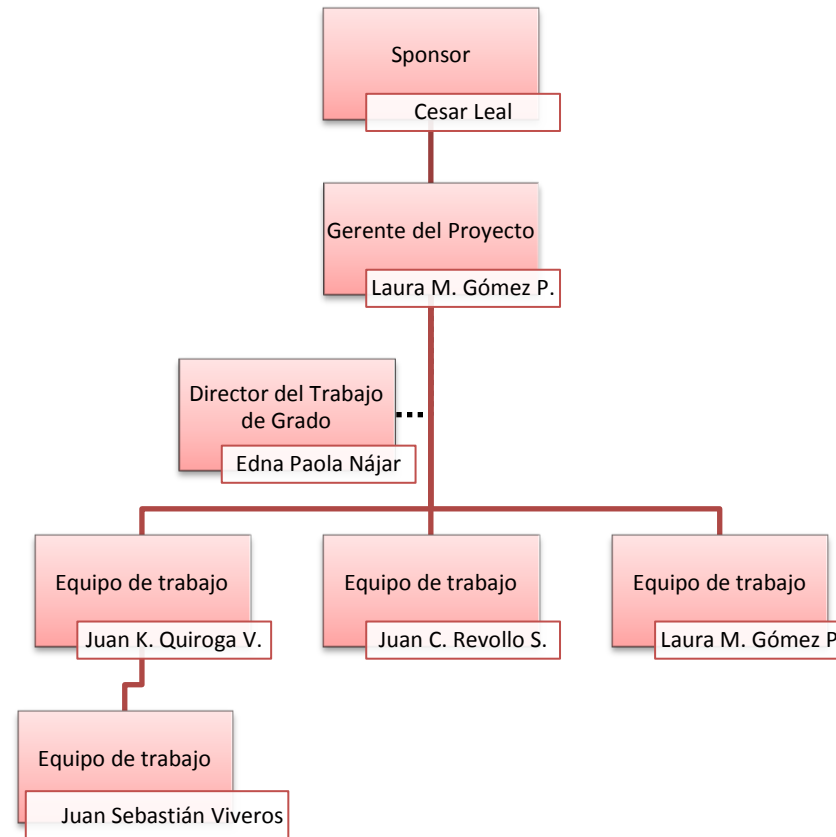 Sponsor
Cesar Leal
Gerente del Proyecto
Laura M. Gómez P.
Director del Trabajo
de Grado
Edna Paola Nájar
Equipo de trabajo
Juan K. Quiroga V.
Equipo de trabajo
Juan C. Revollo S.
Equipo de trabajo
Laura M. Gómez P
Equipo de trabajo
Juan Sebastián Viveros